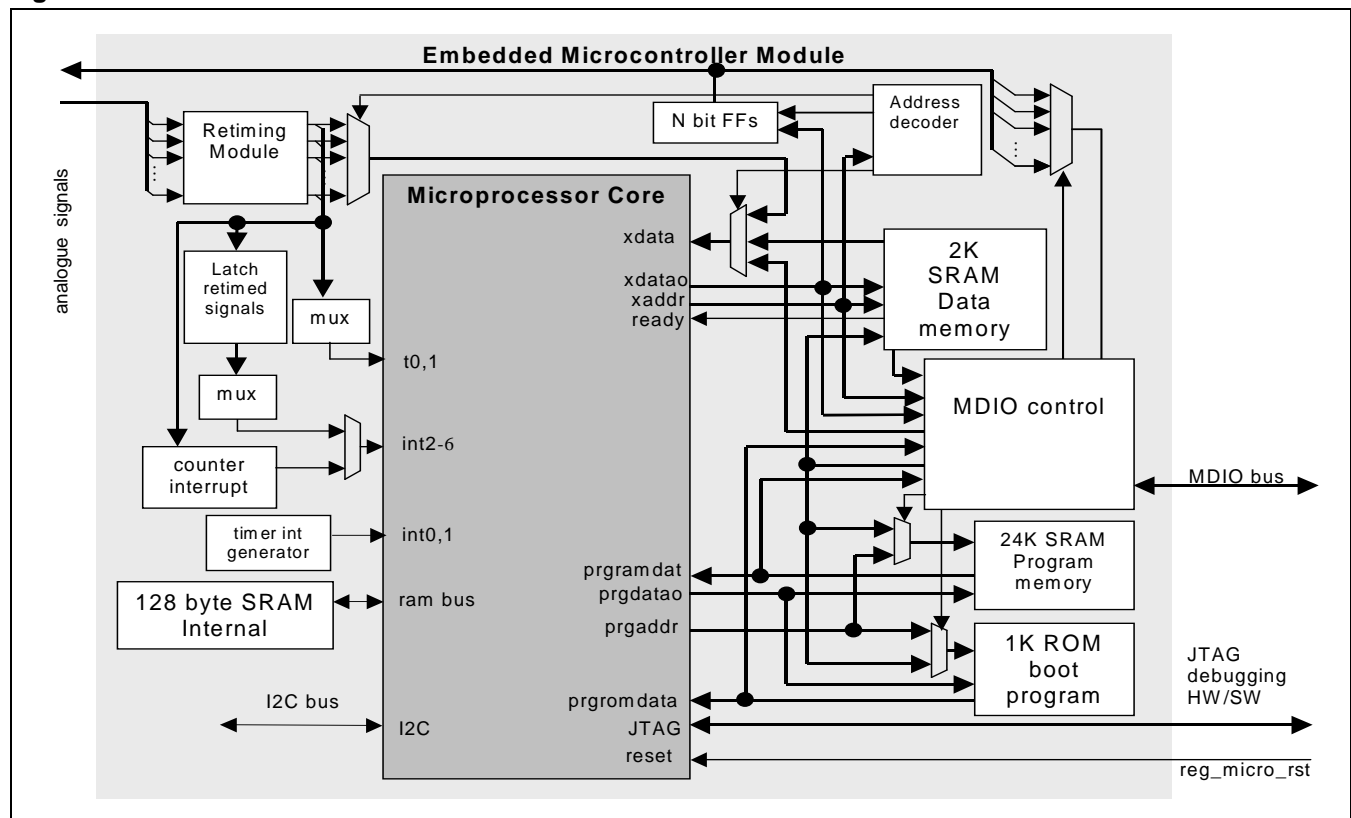 Embedded Microcontroller Module
Retiming
Module
N bit FFs
Address
decoder
analogue signals
Microprocessor Core
Latch
retimed
signals
mux
mux
counter
interrupt
timer int
generator
128 byte SRAM
Internal
I2C bus
t0,1
int2-6
int0,1
ram bus
I2C
xdata
xdatao
xaddr
ready
prgramdat
prgdatao
prgaddr
prgromdata
JTAG
reset
2K
SRAM
Data
memory
MDIO control
MDIO bus
24K SRAM
Program
memory
1K ROM
boot
program
JTAG
debugging
HW/SW
reg_micro_rst